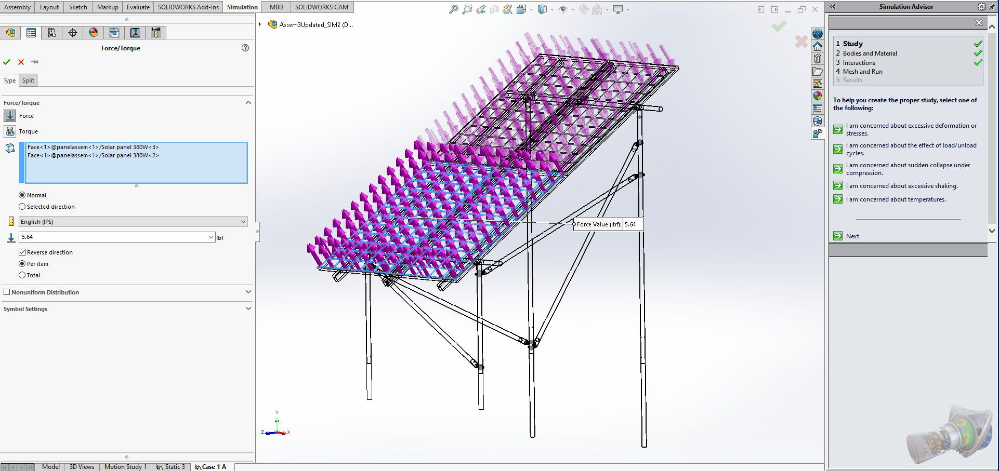 Assembly Layout Sketch Markup Evaluate SOLIDWORKS Add-Ins Simulation MBD SOLIDWORKS CAM
Assem3Updated_SIM2 (D...
Force/Torque
Type Split
Force/Torque
Force
Torque
Face<1>@panelassem<1>/Solar panel 380W<3>
Face<1>@panelassem<1>/Solar panel 380W<2>
Normal
Selected direction
English (IPS)
5.64 lbf
Reverse direction
Per item
Total
Nonuniform Distribution
Symbol Settings
Force Value (lbf): 5.64
Y
Z X
Model 3D Views Motion Study 1 Static 3 Case 1 A
Simulation Advisor
1 Study
2 Bodies and Material
3 Interactions
4 Mesh and Run
5 Results
To help you create the proper study, select one of
the following:
I am concerned about excessive deformation or
stresses.
I am concerned about the effect of load/unload
cycles.
I am concerned about sudden collapse under
compression.
I am concerned about excessive shaking.
I am concerned about temperatures.
Next